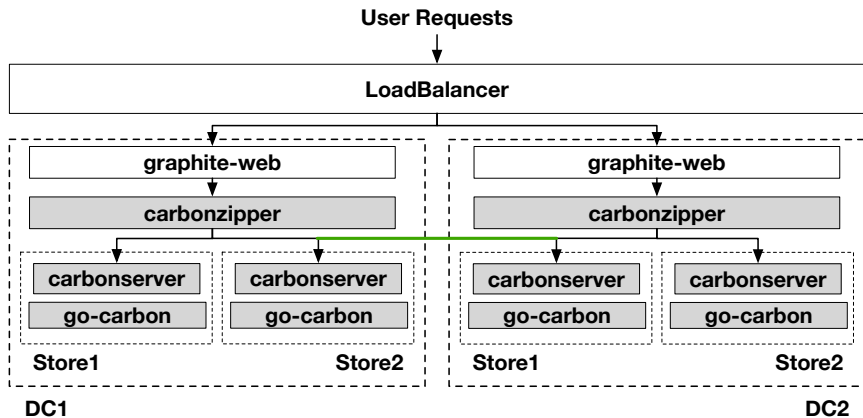 User Requests
LoadBalancer
graphite-web graphite-web
carbonzipper carbonzipper
carbonserver carbonserver carbonserver carbonserver
go-carbon go-carbon go-carbon go-carbon
Store1 Store2 Store1 Store2
DC1 DC2